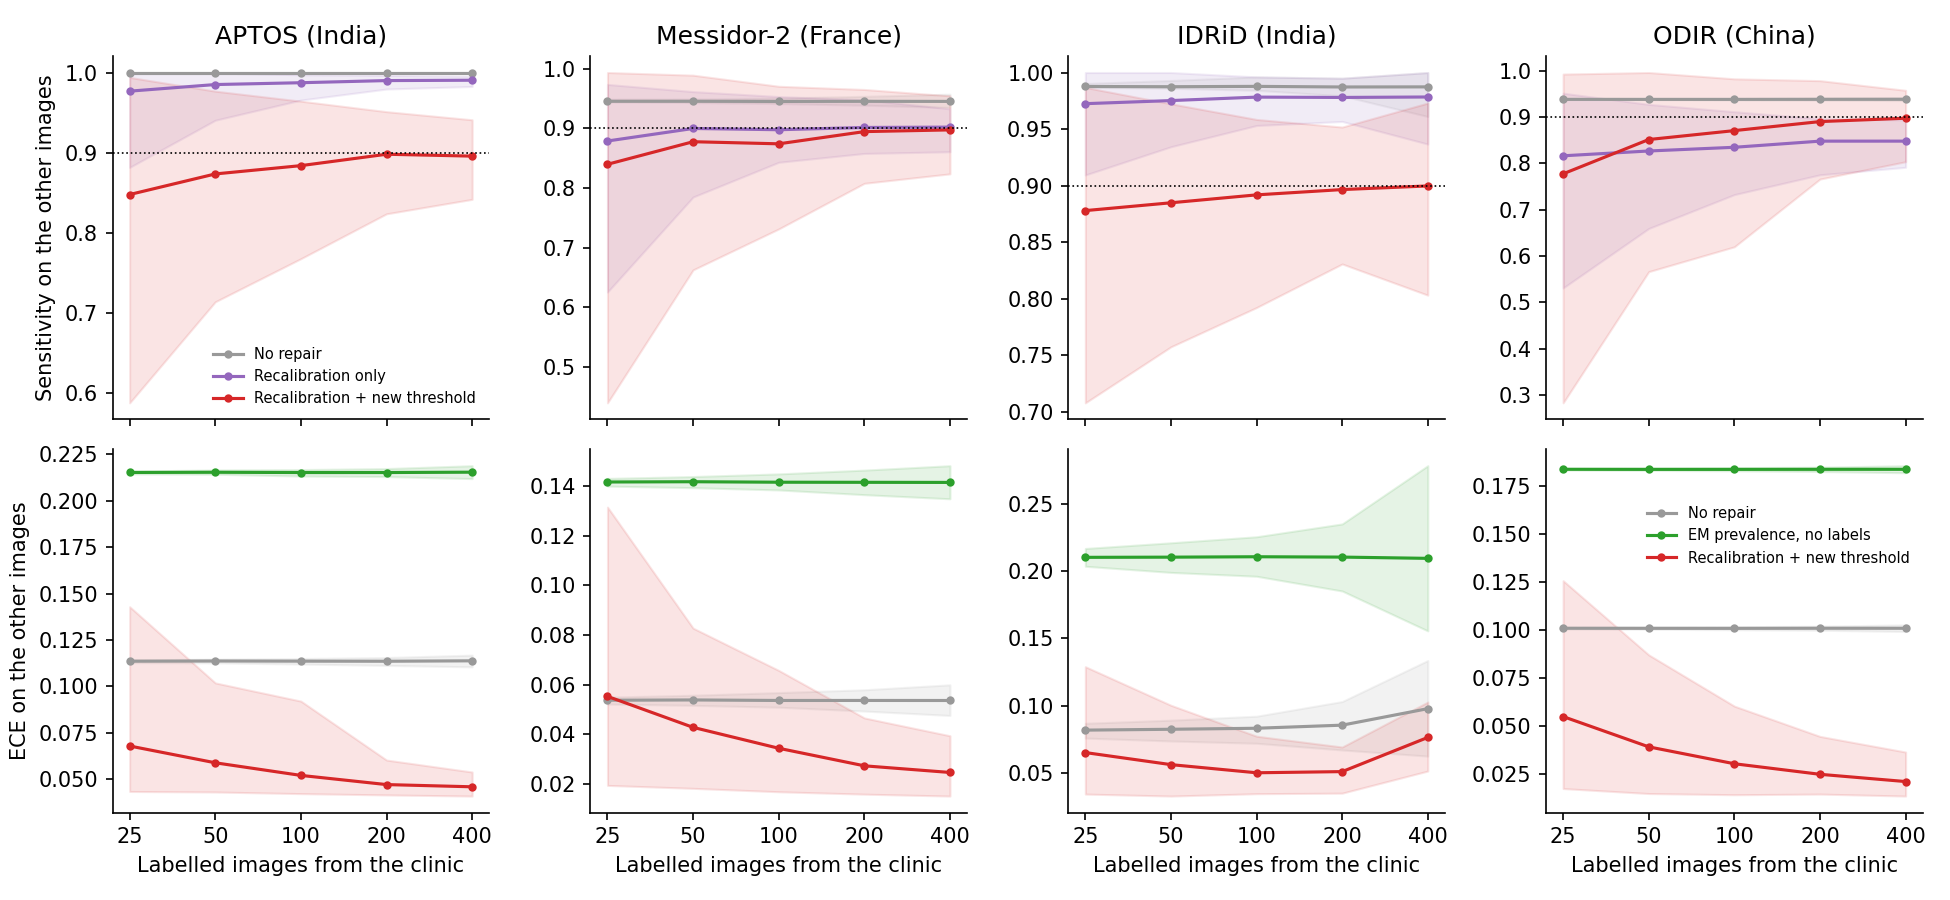 APTOS (India)
Messidor-2 (France)
IDRiD (India)
ODIR (China)
Sensitivity on the other images
1.0
0.9
0.8
0.7
0.6
No repair
Recalibration only
Recalibration + new threshold
1.0
0.9
0.8
0.7
0.6
0.5
1.00
0.95
0.90
0.85
0.80
0.75
0.70
1.0
0.9
0.8
0.7
0.6
0.5
0.4
0.3
ECE on the other images
0.225
0.200
0.175
0.150
0.125
0.100
0.075
0.050
25 50 100 200 400
Labelled images from the clinic
0.14
0.12
0.10
0.08
0.06
0.04
0.02
25 50 100 200 400
Labelled images from the clinic
0.25
0.20
0.15
0.10
0.05
25 50 100 200 400
Labelled images from the clinic
0.175
0.150
0.125
0.100
0.075
0.050
0.025
No repair
EM prevalence, no labels
Recalibration + new threshold
25 50 100 200 400
Labelled images from the clinic